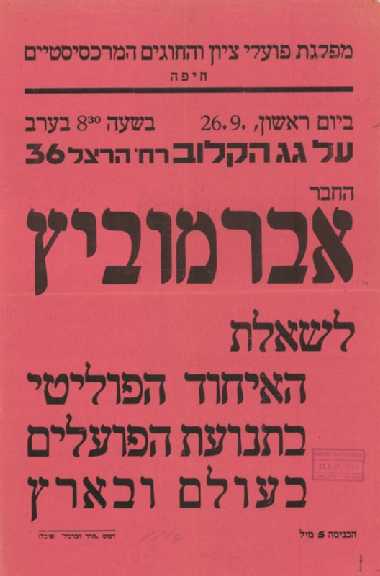 מפלגת פועלי ציון והחוגים המרכסיסטיים
חיפה
ביום ראשון, 26.9. בשעה 8³⁰ בערב
על גג הקלוב רח' הרצל 36
החבר
אברמוביץ
לשאלת
האיחוד הפוליטי
בתנועת הפועלים
בעולם ובארץ
הכניסה 5 מיל